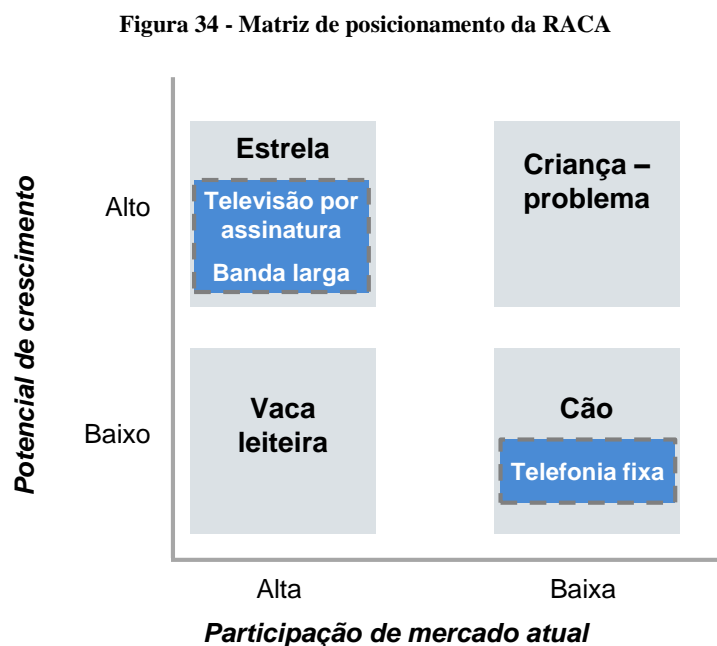 Figura 34 - Matriz de posicionamento da RACA
Potencial de crescimento
Alto
Estrela
Televisão por
assinatura
Banda larga
Criança –
problema
Baixo
Vaca
leiteira
Cão
Telefonia fixa
Alta
Baixa
Participação de mercado atual